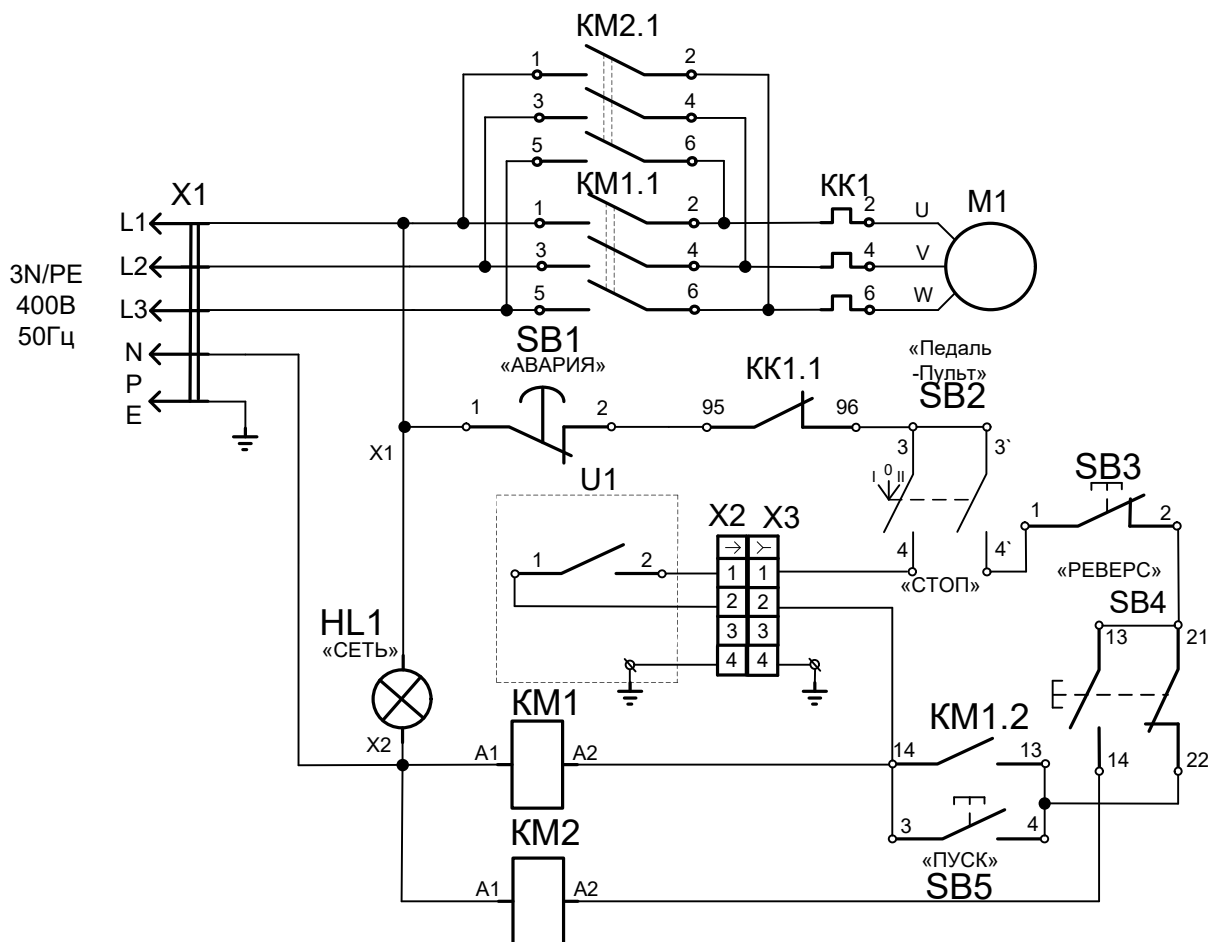 КМ2.1
1
2
3
4
5
6
X1
КМ1.1
КК1
М1
L1
1
2
2
U
L2
3
4
4
V
3N/PE
400В
50Гц
L3
5
6
6
W
N
SB1
«АВАРИЯ»
P
E
КК1.1
«Педаль
-Пульт»
SB2
1
2
95
96
3
3`
X1
U1
I 0 II
SB3
X2
X3
1
2
1
2
1
1
4
4`
«СТОП»
«РЕВЕРС»
2
2
SB4
HL1
«СЕТЬ»
3
3
13
21
4
4
КМ1
КМ1.2
X2
A1
A2
14
13
14
22
КМ2
3
4
«ПУСК»
SB5
A1
A2